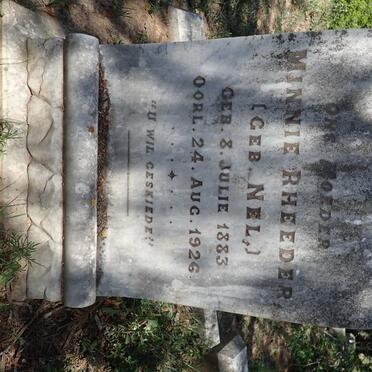 ONS MOEDER
MINNIE RHEEDER,
(GEB. NEL,)
GEB. 8 JULIE 1883
OORL. 24 AUG. 1926.
"U WIL GESKIEDE"